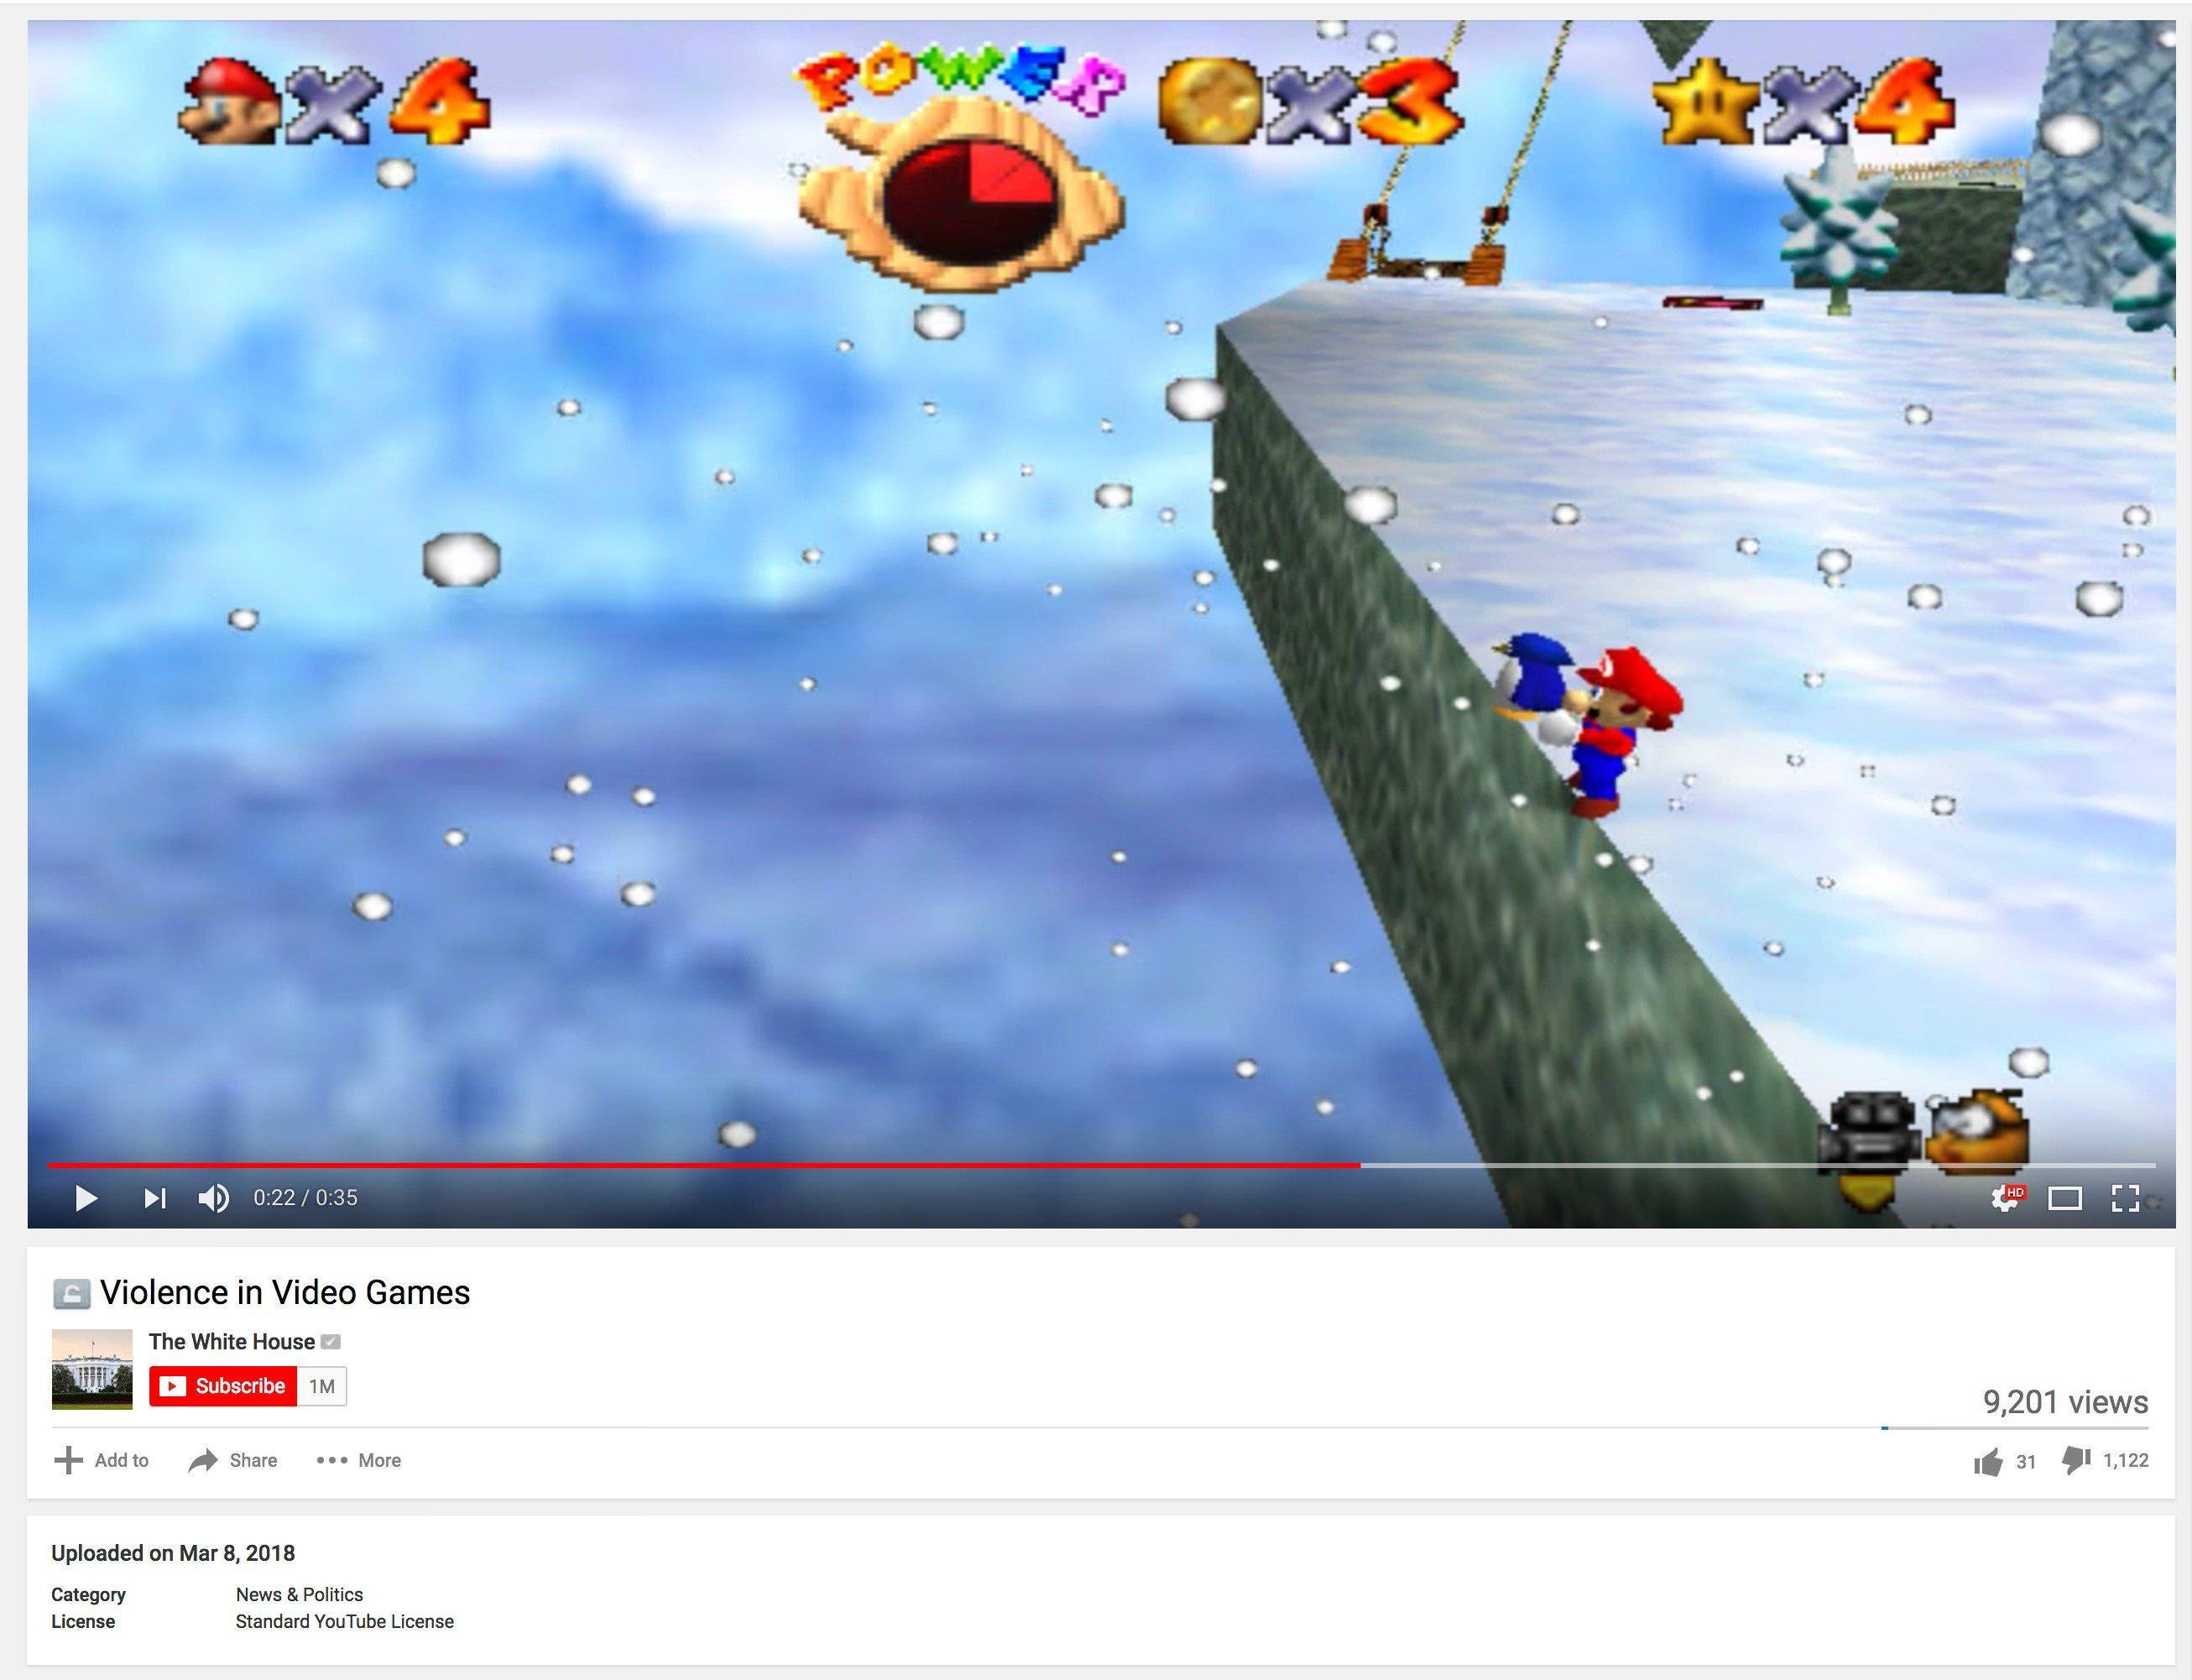 ×4
POWER
×3
×4
0:22 / 0:35
HD
Violence in Video Games
The White House
Subscribe 1M
9,201 views
Add to Share More
31 1,122
Uploaded on Mar 8, 2018
Category News & Politics
License Standard YouTube License